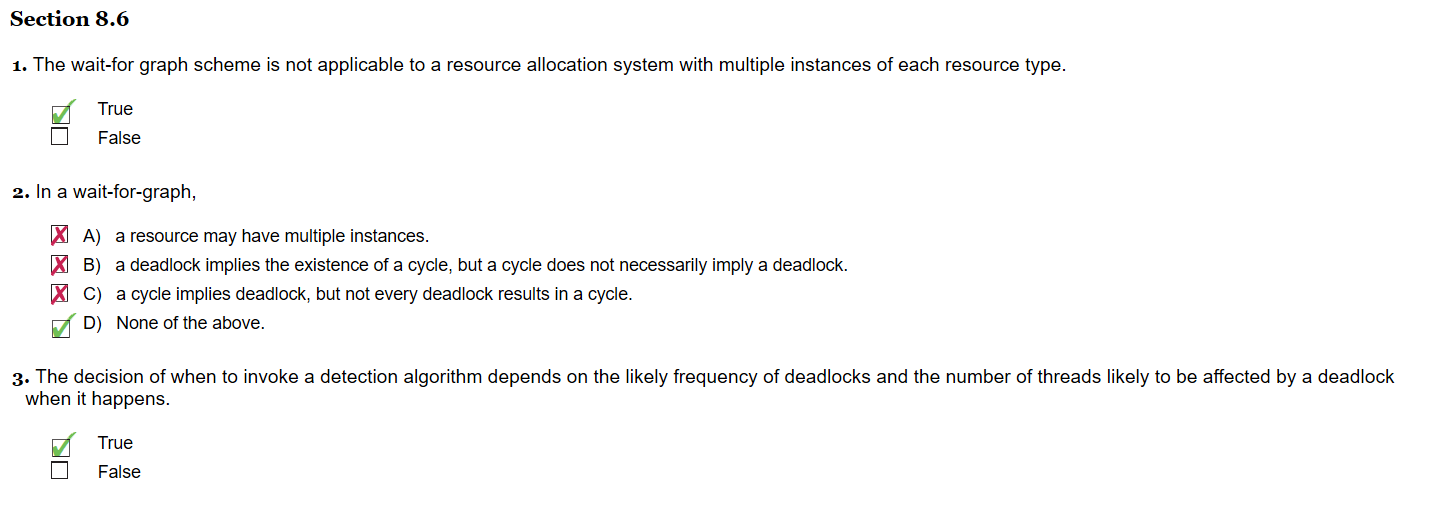 Section 8.6
1. The wait-for graph scheme is not applicable to a resource allocation system with multiple instances of each resource type.
True
False
2. In a wait-for-graph,
A) a resource may have multiple instances.
B) a deadlock implies the existence of a cycle, but a cycle does not necessarily imply a deadlock.
C) a cycle implies deadlock, but not every deadlock results in a cycle.
D) None of the above.
3. The decision of when to invoke a detection algorithm depends on the likely frequency of deadlocks and the number of threads likely to be affected by a deadlock
when it happens.
True
False